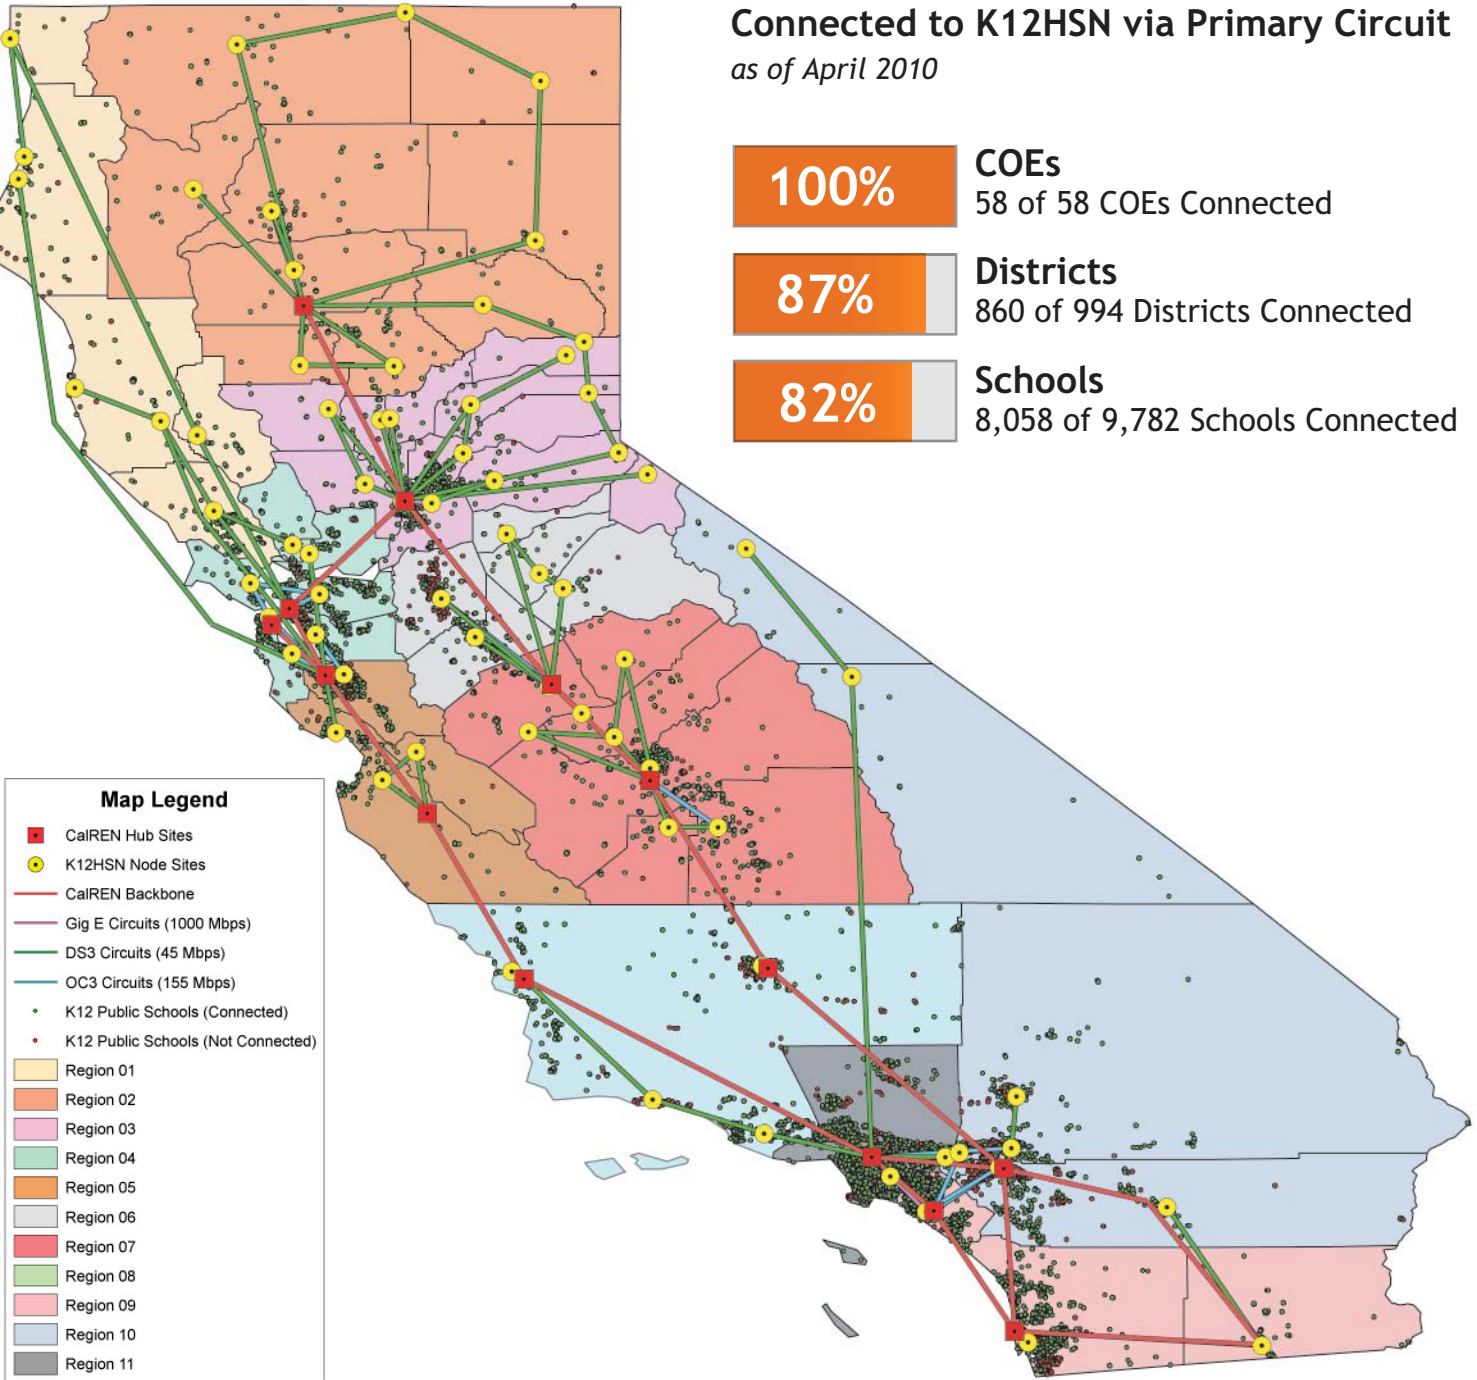 Connected to K12HSN via Primary Circuit
as of April 2010
100%
COEs
58 of 58 COEs Connected
87%
Districts
860 of 994 Districts Connected
82%
Schools
8,058 of 9,782 Schools Connected
Map Legend
CalREN Hub Sites
K12HSN Node Sites
CalREN Backbone
Gig E Circuits (1000 Mbps)
DS3 Circuits (45 Mbps)
OC3 Circuits (155 Mbps)
K12 Public Schools (Connected)
K12 Public Schools (Not Connected)
Region 01
Region 02
Region 03
Region 04
Region 05
Region 06
Region 07
Region 08
Region 09
Region 10
Region 11